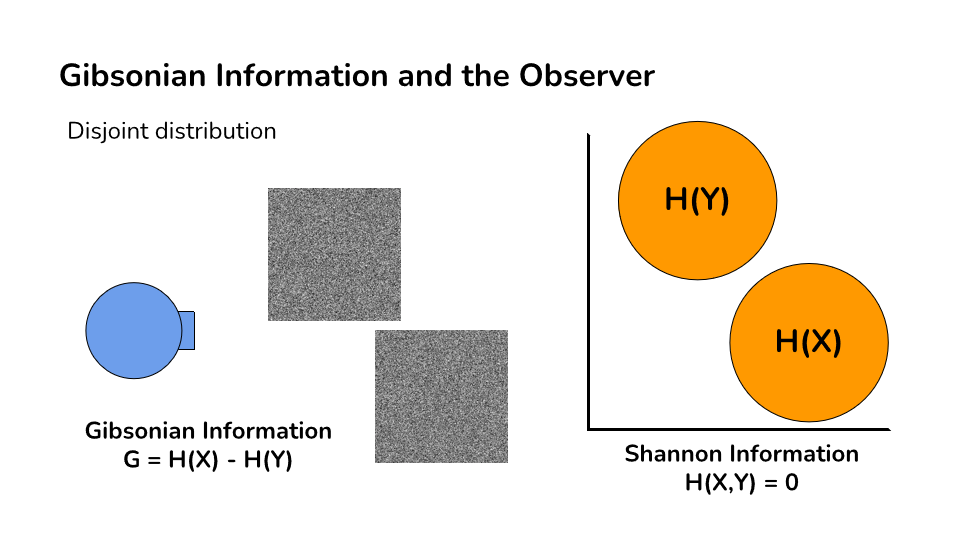 Gibsonian Information and the Observer
Disjoint distribution
H(Y)
H(X)
Gibsonian Information
G = H(X) - H(Y)
Shannon Information
H(X,Y) = 0